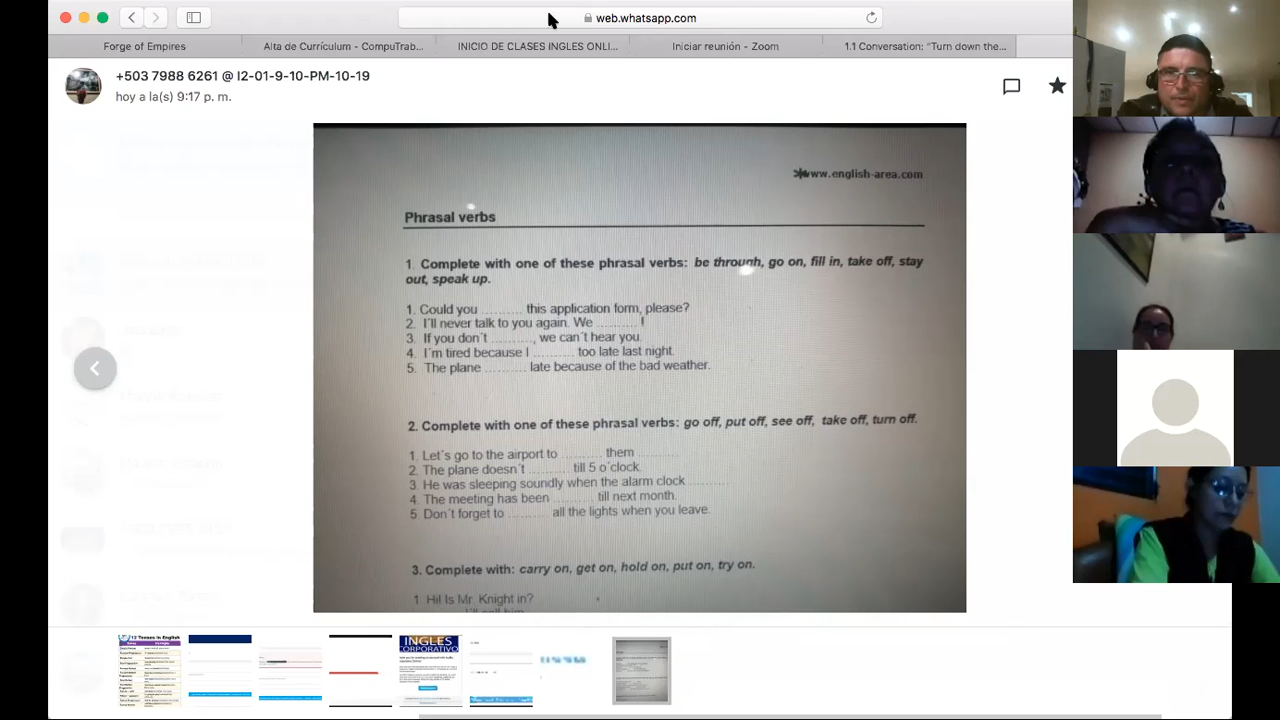 web.whatsapp.com
Forge of Empires
Alta de Currículum - CompuTrab...
INICIO DE CLASES INGLES ONLI...
Iniciar reunión - Zoom
1.1 Conversation: "Turn down the...
+503 7988 6261 @ I2-01-9-10-PM-10-19
hoy a la(s) 9:17 p. m.
www.english-area.com
Phrasal verbs
1. Complete with one of these phrasal verbs: be through, go on, fill in, take off, stay
out, speak up.
1. Could you ......... this application form, please?
2. I´ll never talk to you again. We ......... !
3. If you don´t ........., we can´t hear you.
4. I´m tired because I ......... too late last night.
5. The plane ......... late because of the bad weather.
2. Complete with one of these phrasal verbs: go off, put off, see off, take off, turn off.
1. Let´s go to the airport to ......... them .........
2. The plane doesn´t ......... till 5 o´clock.
3. He was sleeping soundly when the alarm clock .........
4. The meeting has been ......... till next month.
5. Don´t forget to ......... all the lights when you leave.
3. Complete with: carry on, get on, hold on, put on, try on.
1 Hi! Is Mr. Knight in?
I´ll call him
12 Tenses in English
INGLES
CORPORATIVO